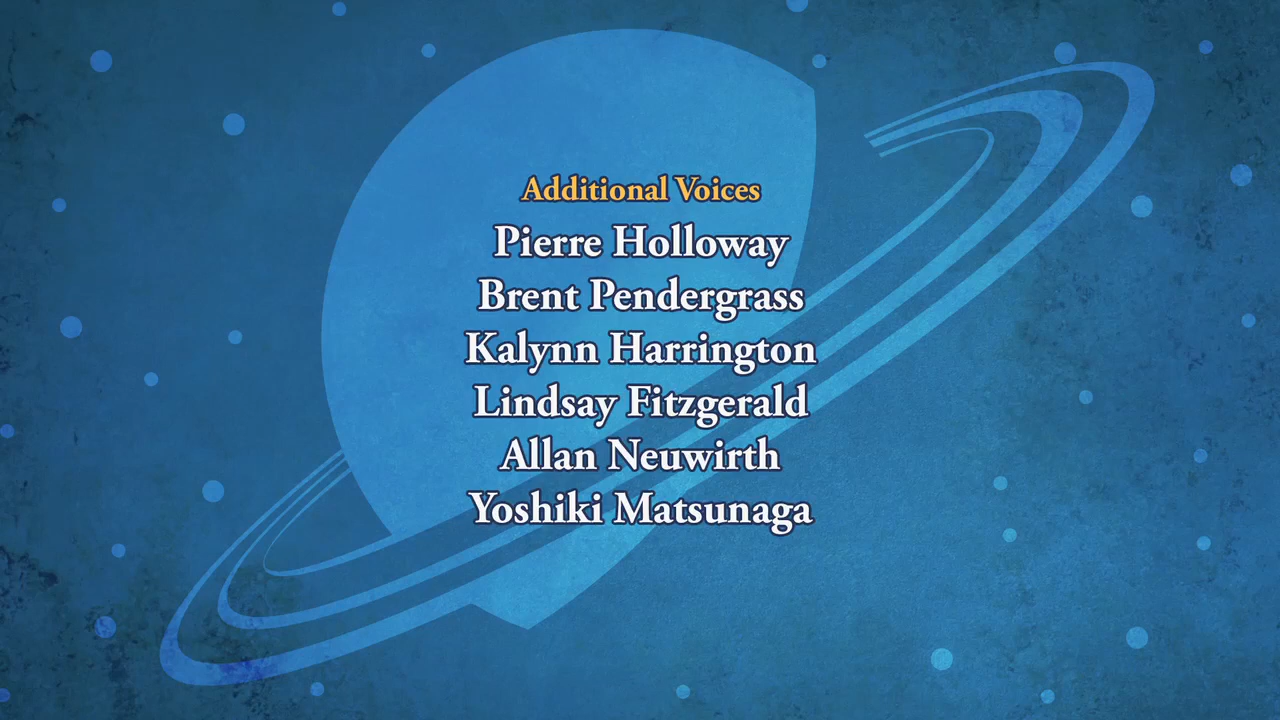 Additional Voices
Pierre Holloway
Brent Pendergrass
Kalynn Harrington
Lindsay Fitzgerald
Allan Neuwirth
Yoshiki Matsunaga